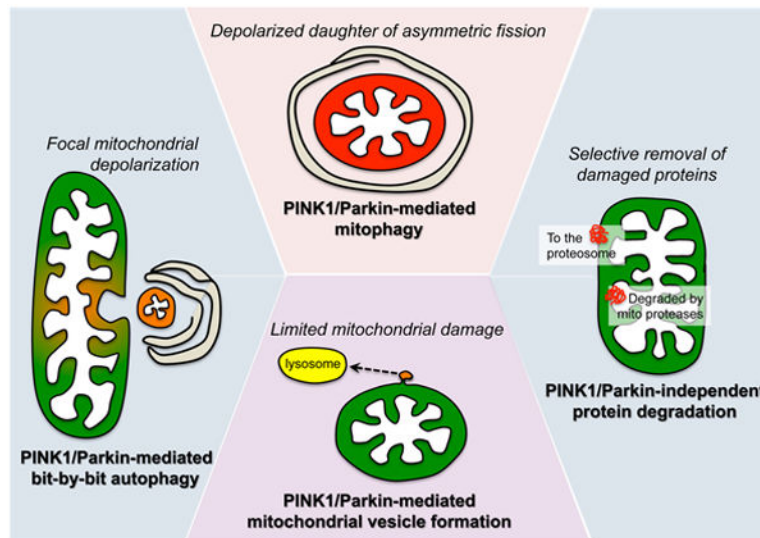 Depolarized daughter of asymmetric fission
PINK1/Parkin-mediated
mitophagy
Focal mitochondrial
depolarization
PINK1/Parkin-mediated
bit-by-bit autophagy
Limited mitochondrial damage
lysosome
PINK1/Parkin-mediated
mitochondrial vesicle formation
Selective removal of
damaged proteins
To the
proteosome
Degraded by
mito proteases
PINK1/Parkin-independent
protein degradation